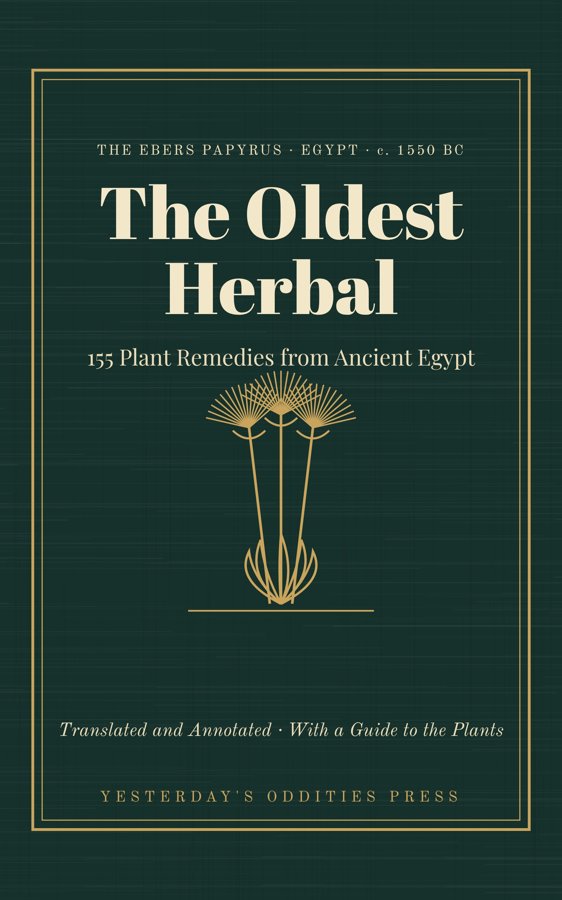 THE EBERS PAPYRUS · EGYPT · c. 1550 BC
The Oldest
Herbal
155 Plant Remedies from Ancient Egypt
Translated and Annotated · With a Guide to the Plants
YESTERDAY'S ODDITIES PRESS